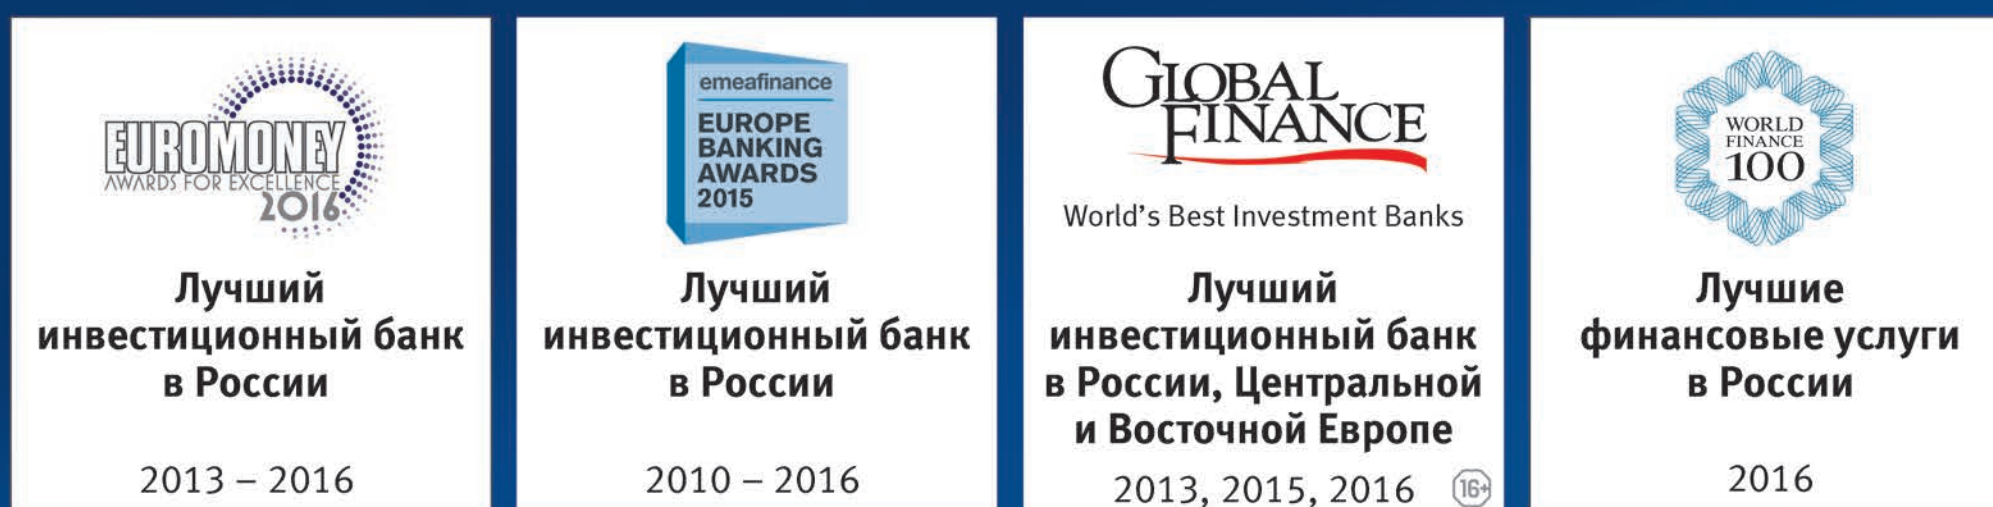 EUROMONEY
AWARDS FOR EXCELLENCE
2016
Лучший
инвестиционный банк
в России
2013 – 2016
emeafinance
EUROPE
BANKING
AWARDS
2015
Лучший
инвестиционный банк
в России
2010 – 2016
GLOBAL
FINANCE
World's Best Investment Banks
Лучший
инвестиционный банк
в России, Центральной
и Восточной Европе
2013, 2015, 2016
16+
WORLD
FINANCE
100
Лучшие
финансовые услуги
в России
2016